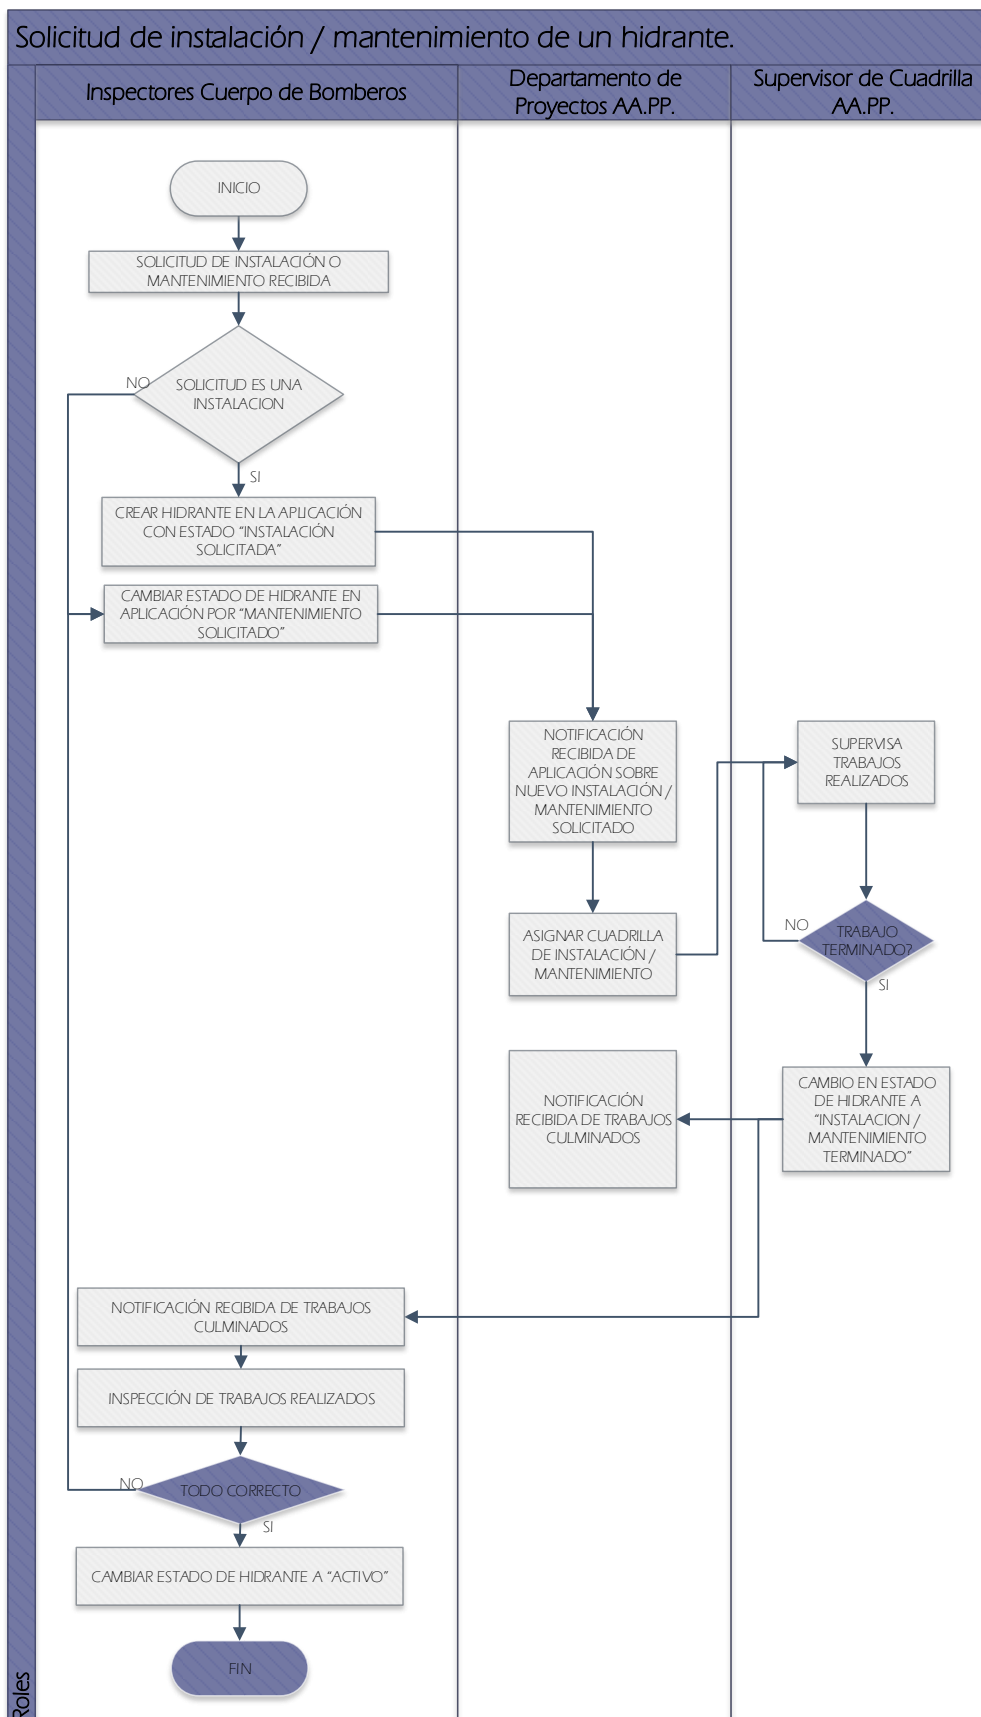 Solicitud de instalación / mantenimiento de un hidrante.
Inspectores Cuerpo de Bomberos
Departamento de
Proyectos AA.PP.
Supervisor de Cuadrilla
AA.PP.
INICIO
SOLICITUD DE INSTALACIÓN O
MANTENIMIENTO RECIBIDA
NO
SOLICITUD ES UNA
INSTALACION
SI
CREAR HIDRANTE EN LA APLICACIÓN
CON ESTADO “INSTALACIÓN
SOLICITADA”
CAMBIAR ESTADO DE HIDRANTE EN
APLICACIÓN POR “MANTENIMIENTO
SOLICITADO”
NOTIFICACIÓN
RECIBIDA DE
APLICACIÓN SOBRE
NUEVO INSTALACIÓN /
MANTENIMIENTO
SOLICITADO
SUPERVISA
TRABAJOS
REALIZADOS
ASIGNAR CUADRILLA
DE INSTALACIÓN /
MANTENIMIENTO
NO
TRABAJO
TERMINADO?
SI
CAMBIO EN ESTADO
DE HIDRANTE A
“INSTALACION /
MANTENIMIENTO
TERMINADO”
NOTIFICACIÓN
RECIBIDA DE TRABAJOS
CULMINADOS
NOTIFICACIÓN RECIBIDA DE TRABAJOS
CULMINADOS
INSPECCIÓN DE TRABAJOS REALIZADOS
NO
TODO CORRECTO
SI
CAMBIAR ESTADO DE HIDRANTE A “ACTIVO”
FIN
Roles